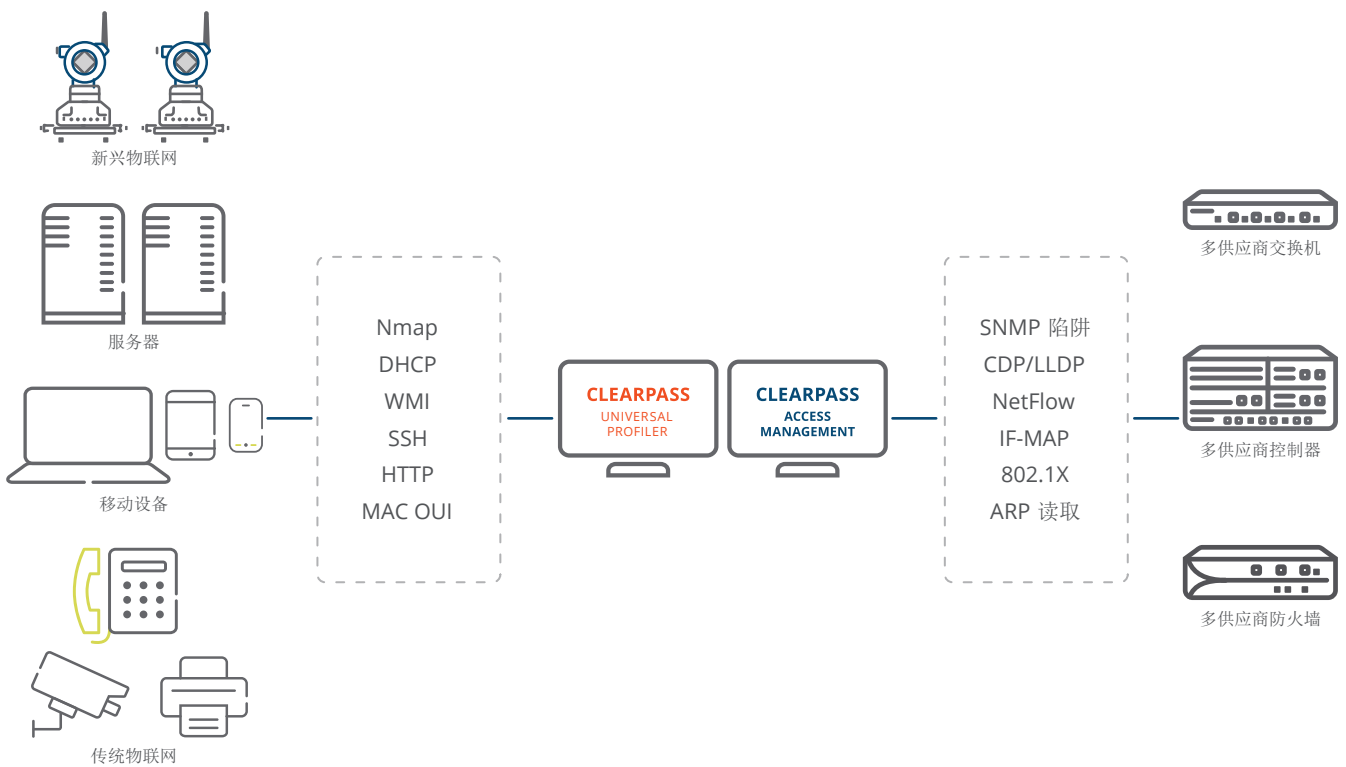 新兴物联网
服务器
移动设备
传统物联网
Nmap
DHCP
WMI
SSH
HTTP
MAC OUI
CLEARPASS
UNIVERSAL
PROFILER
CLEARPASS
ACCESS
MANAGEMENT
SNMP 陷阱
CDP/LLDP
NetFlow
IF-MAP
802.1X
ARP 读取
多供应商交换机
多供应商控制器
多供应商防火墙